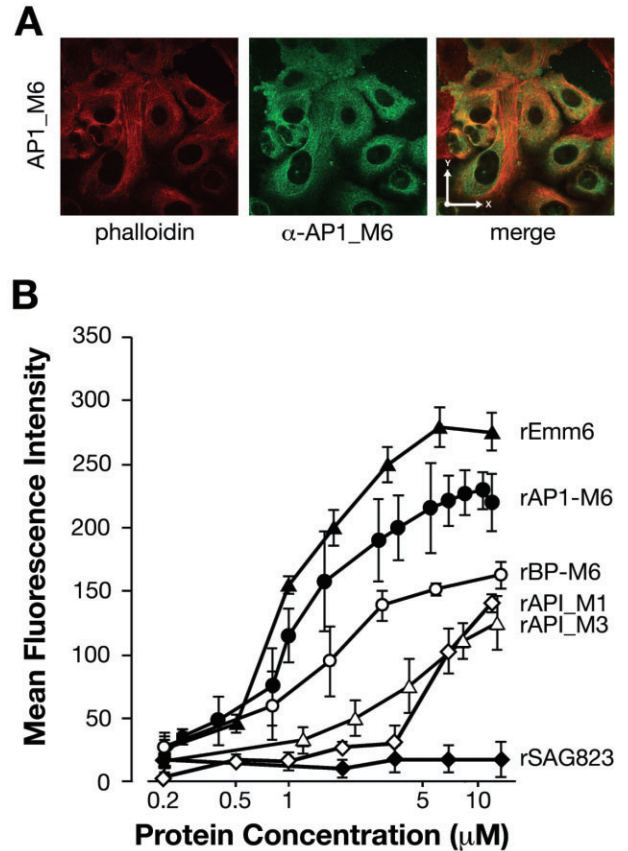 A
AP1_M6
phalloidin
α-AP1_M6
merge
Y
X
B
Mean Fluorescence Intensity
350
300
250
200
150
100
50
0
rEmm6
rAP1-M6
rBP-M6
rAPI_M1
rAPI_M3
rSAG823
0.2 0.5 1 5 10
Protein Concentration (μM)